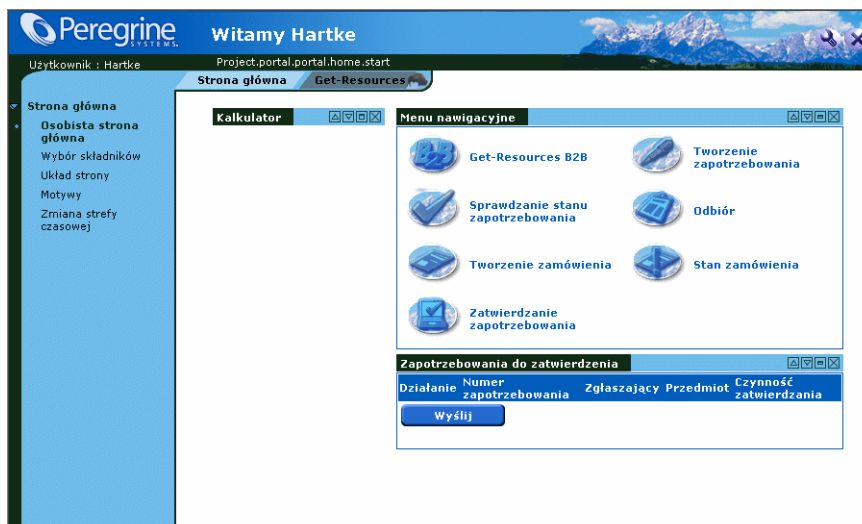 Peregrine
SYSTEMS
Witamy Hartke
Użytkownik : Hartke
Project.portal.portal.home.start
Strona główna
Get-Resources
Strona główna
Osobista strona
główna
Wybór składników
Układ strony
Motywy
Zmiana strefy
czasowej
Kalkulator
Menu nawigacyjne
B2B
Get-Resources B2B
Tworzenie
zapotrzebowania
Sprawdzanie stanu
zapotrzebowania
Odbiór
Tworzenie zamówienia
Stan zamówienia
Zatwierdzanie
zapotrzebowania
Zapotrzebowania do zatwierdzenia
Działanie
Numer
zapotrzebowania
Zgłaszający
Przedmiot
Czynność
zatwierdzania
Wyślij